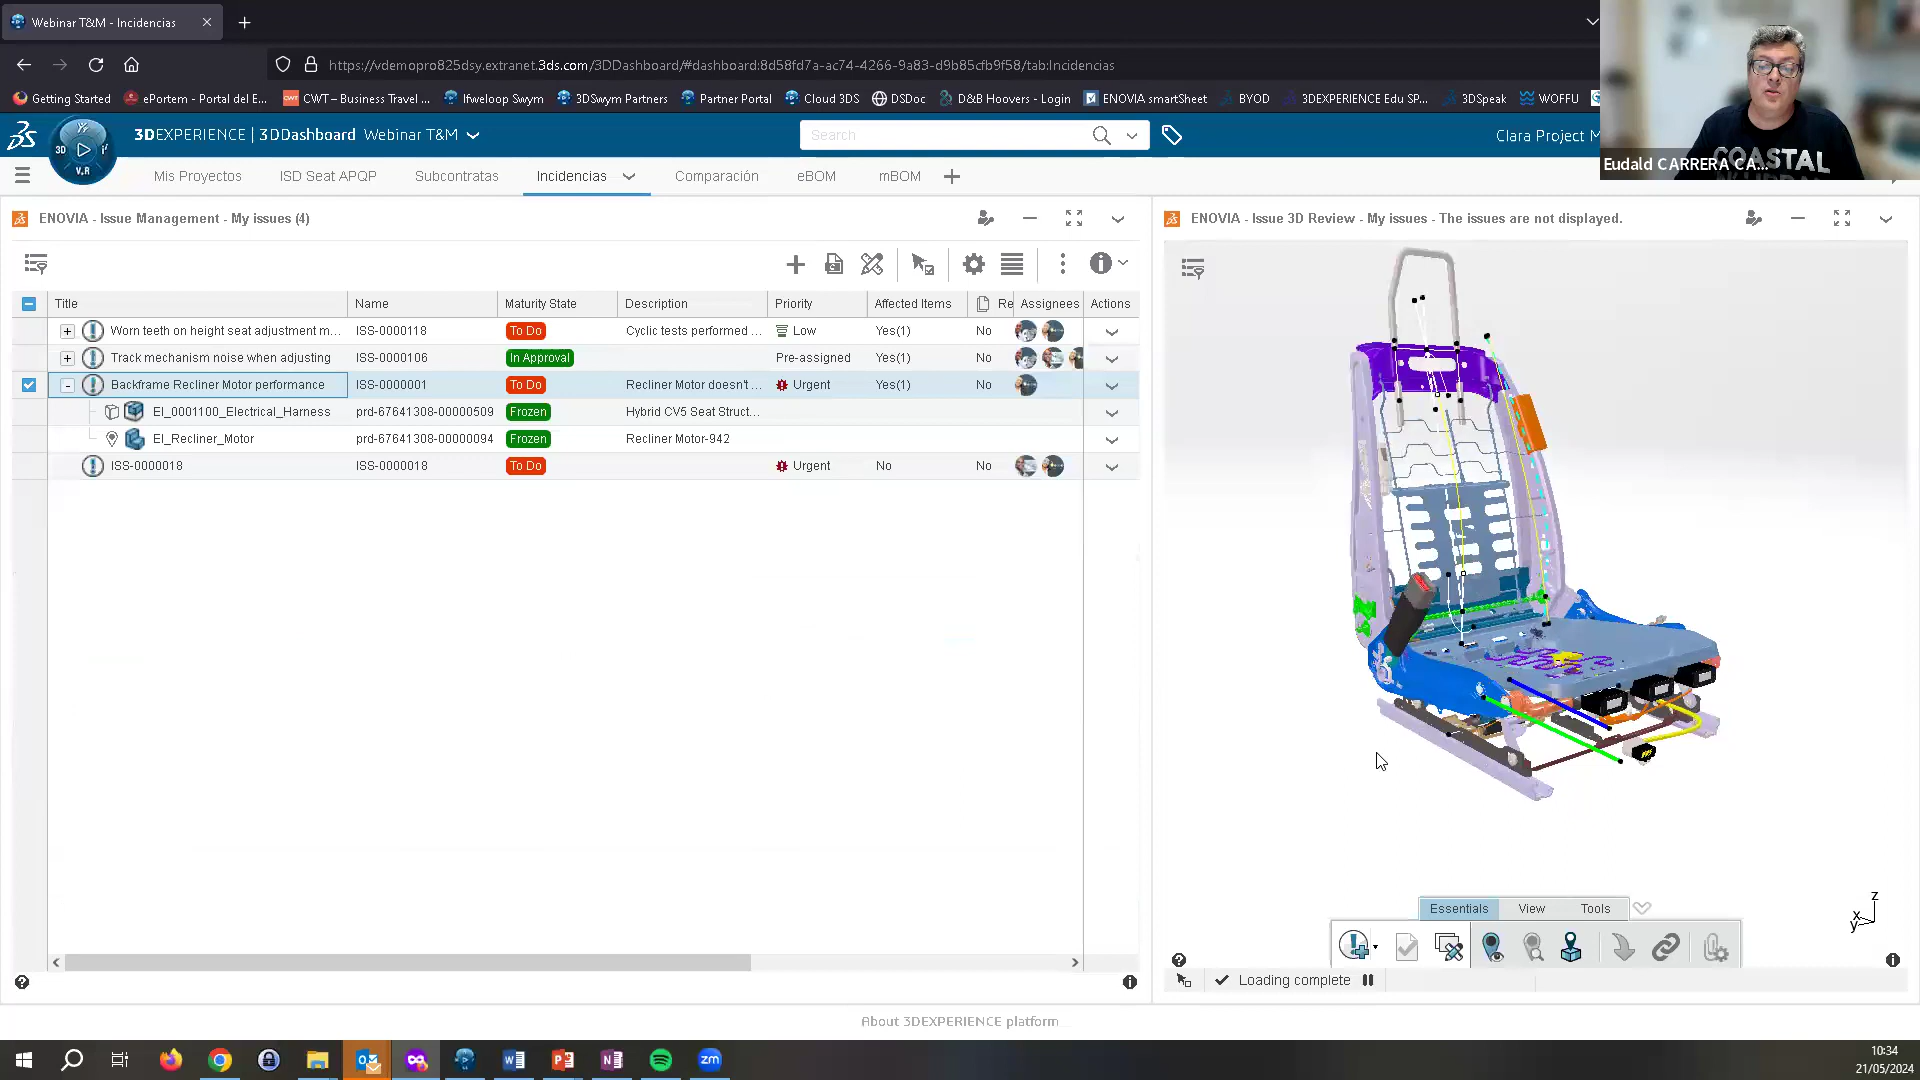 Webinar T&M - Incidencias
https://vdemopro825dsy.extranet.3ds.com/3DDashboard/#dashboard:8d58fd7a-ac74-4266-9a83-d9b85cfb9f58/tab:Incidencias
Getting Started ePortem - Portal del E... CWT – Business Travel ... Ifweloop Swym 3DSwym Partners Partner Portal Cloud 3DS DSDoc D&B Hoovers - Login ENOVIA smartSheet BYOD 3DEXPERIENCE Edu SP... 3DSpeak WOFFU
3DEXPERIENCE | 3DDashboard Webinar T&M Search Clara Project M
3D V.R
COASTAL
Eudald CARRERA CA...
Mis Proyectos ISD Seat APQP Subcontratas Incidencias Comparación eBOM mBOM
ENOVIA - Issue Management - My issues (4)
ENOVIA - Issue 3D Review - My issues - The issues are not displayed.
Title Name Maturity State Description Priority Affected Items Re Assignees Actions
Worn teeth on height seat adjustment m... ISS-0000118 To Do Cyclic tests performed ... Low Yes(1) No
Track mechanism noise when adjusting ISS-0000106 In Approval Pre-assigned Yes(1) No
Backframe Recliner Motor performance ISS-0000001 To Do Recliner Motor doesn't ... Urgent Yes(1) No
EI_0001100_Electrical_Harness prd-67641308-00000509 Frozen Hybrid CV5 Seat Struct...
EI_Recliner_Motor prd-67641308-00000094 Frozen Recliner Motor-942
ISS-0000018 ISS-0000018 To Do Urgent No No
z
x
y
Essentials View Tools
Loading complete
About 3DEXPERIENCE platform
10:34
21/05/2024